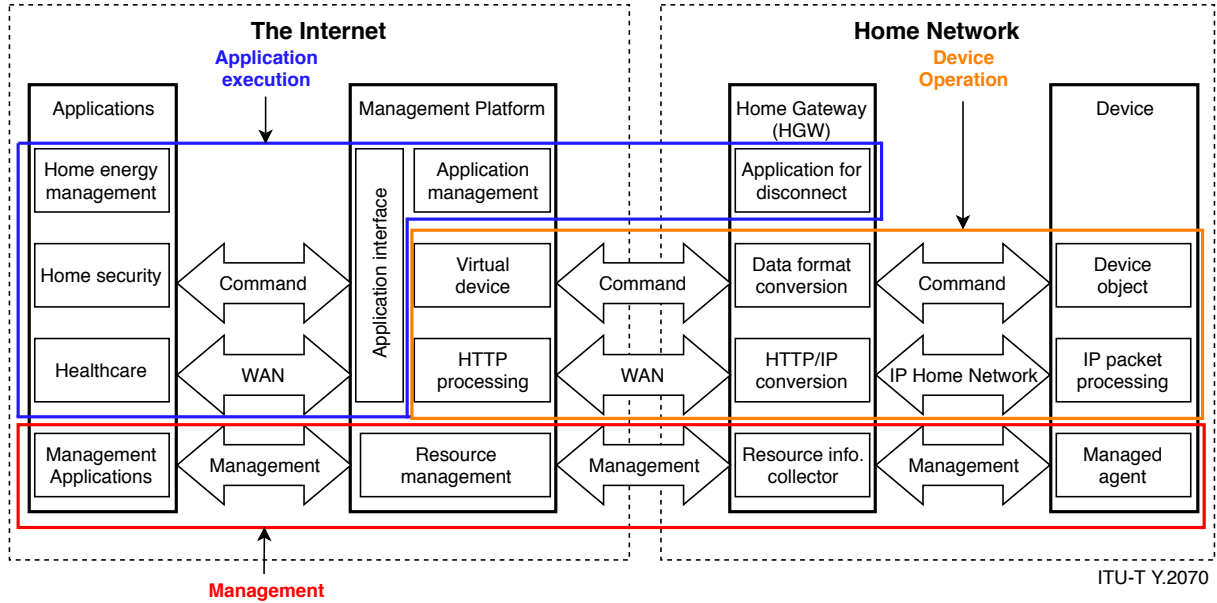 The Internet
Home Network
Application
execution
Device
Operation
Applications
Management Platform
Home Gateway
(HGW)
Device
Home energy
management
Application interface
Application
management
Application for
disconnect
Home security
Command
Virtual
device
Command
Data format
conversion
Command
Device
object
Healthcare
WAN
HTTP
processing
WAN
HTTP/IP
conversion
IP Home Network
IP packet
processing
Management
Applications
Management
Resource
management
Management
Resource info.
collector
Management
Managed
agent
Management
ITU-T Y.2070